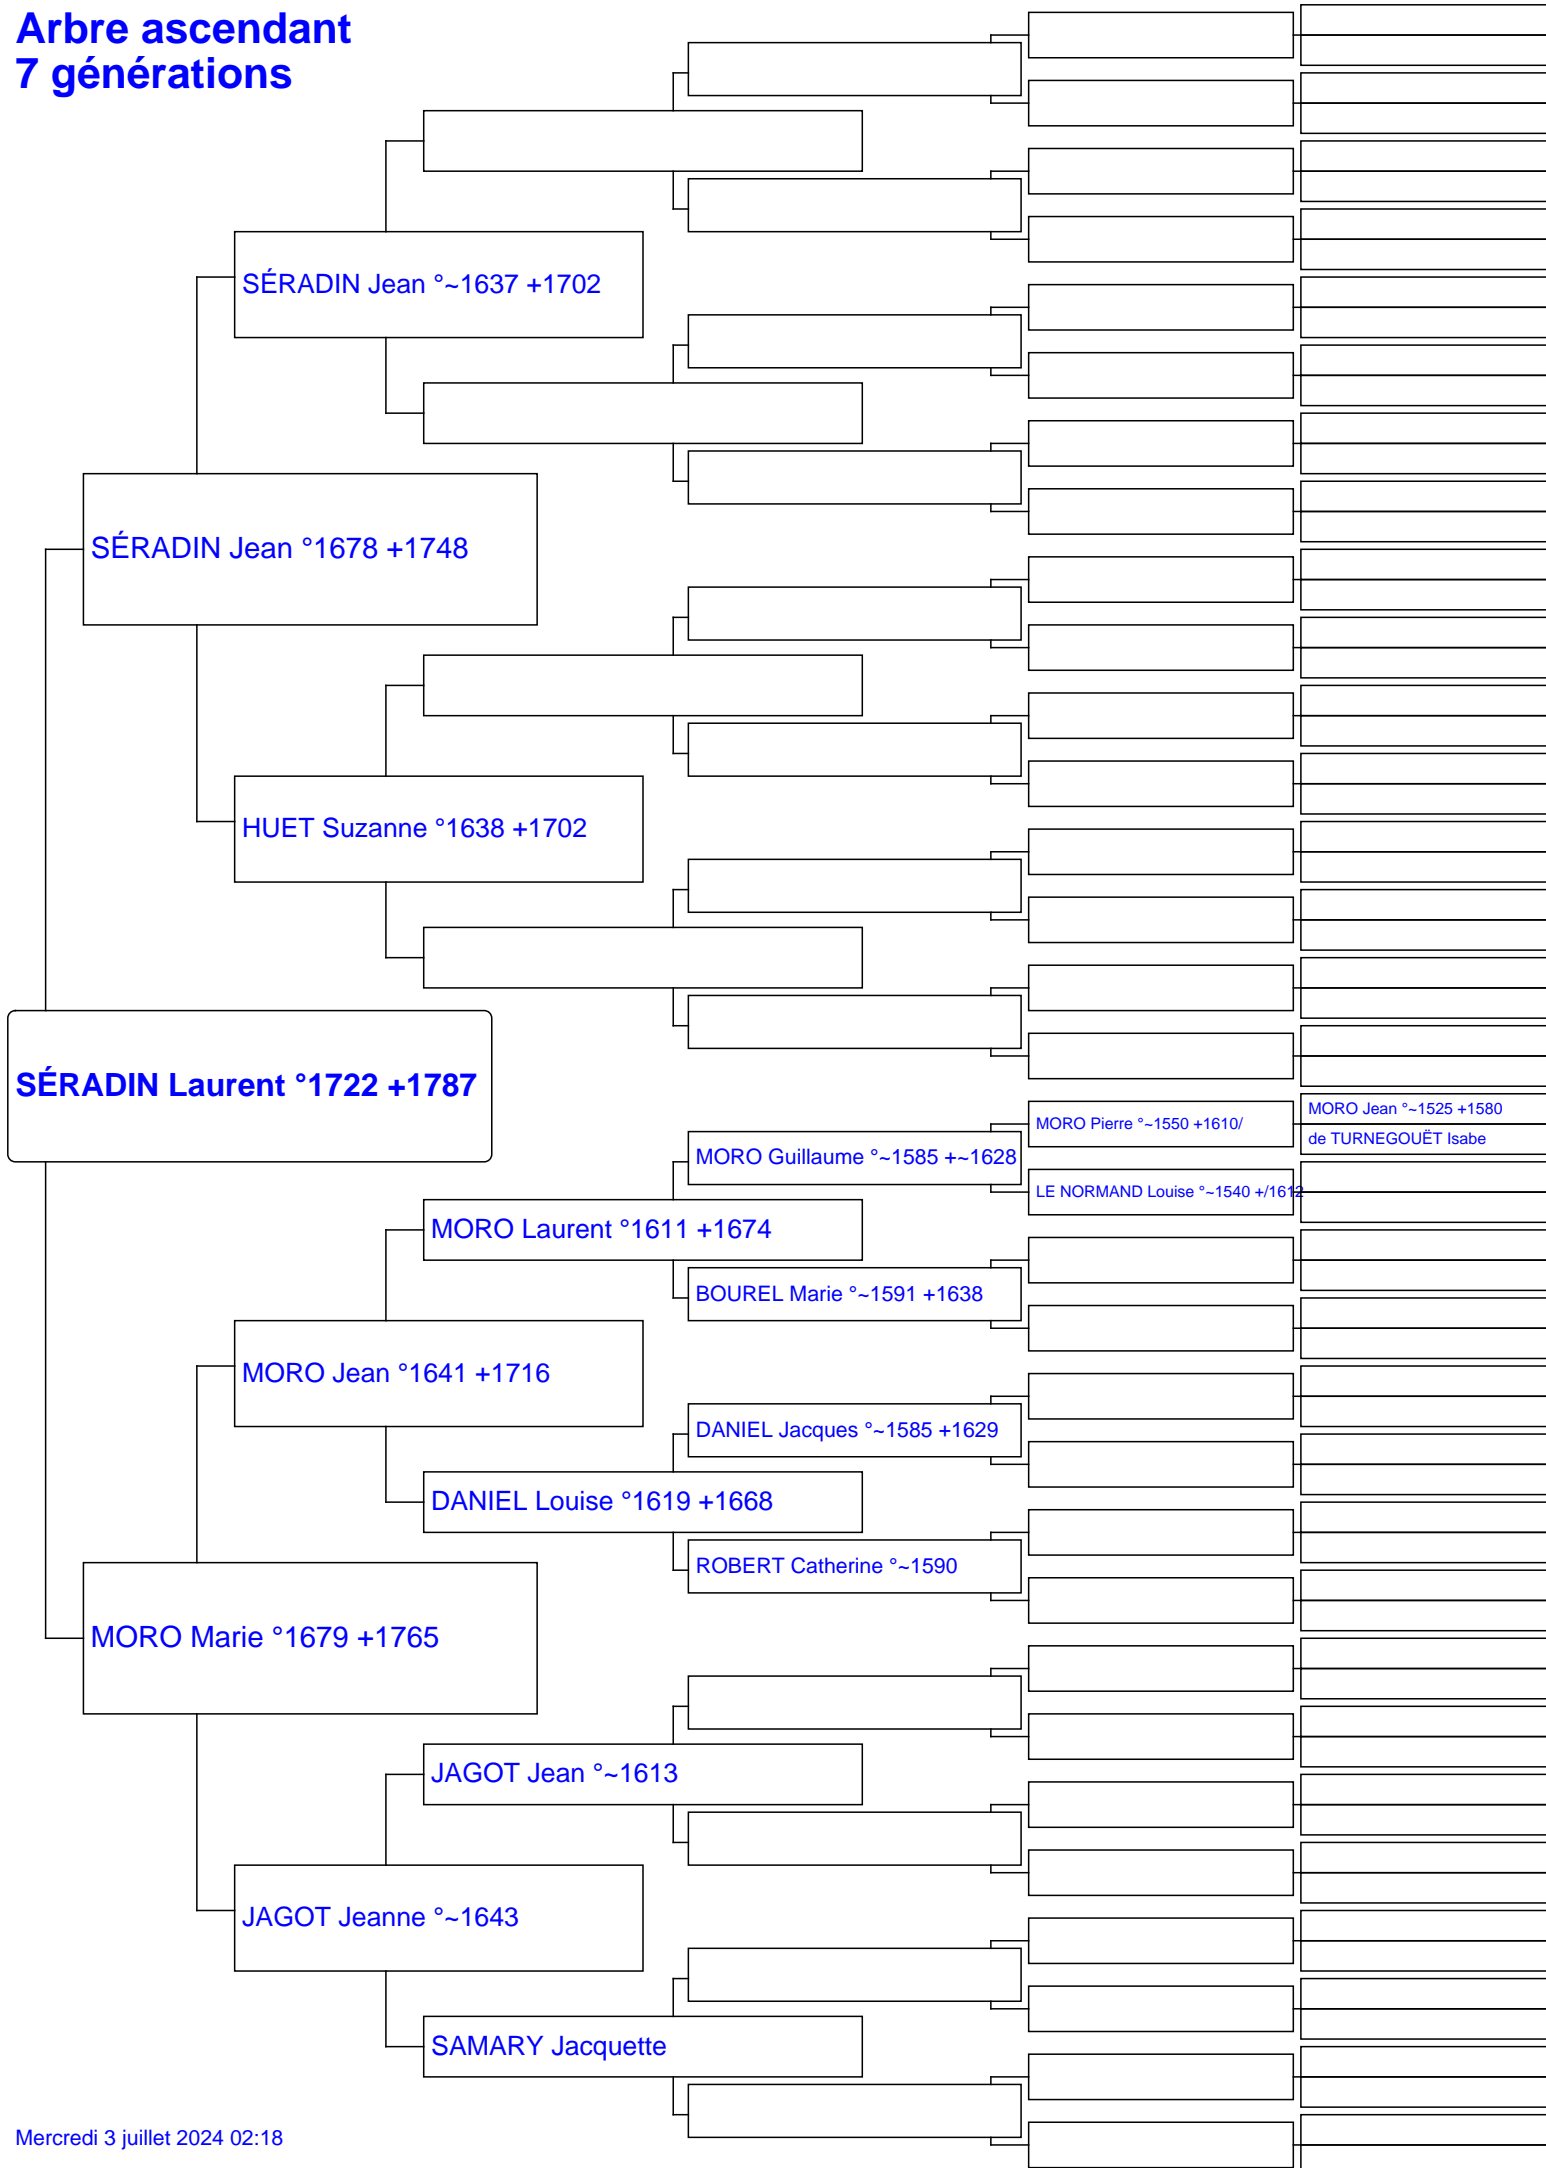 Arbre ascendant
7 générations
SÉRADIN Jean °~1637 +1702
SÉRADIN Jean °1678 +1748
HUET Suzanne °1638 +1702
SÉRADIN Laurent °1722 +1787
MORO Jean °~1525 +1580
MORO Pierre °~1550 +1610/
de TURNEGOUËT Isabe
MORO Guillaume °~1585 +~1628
LE NORMAND Louise °~1540 +/1612
MORO Laurent °1611 +1674
BOUREL Marie °~1591 +1638
MORO Jean °1641 +1716
DANIEL Jacques °~1585 +1629
DANIEL Louise °1619 +1668
ROBERT Catherine °~1590
MORO Marie °1679 +1765
JAGOT Jean °~1613
JAGOT Jeanne °~1643
SAMARY Jacquette
Mercredi 3 juillet 2024 02:18